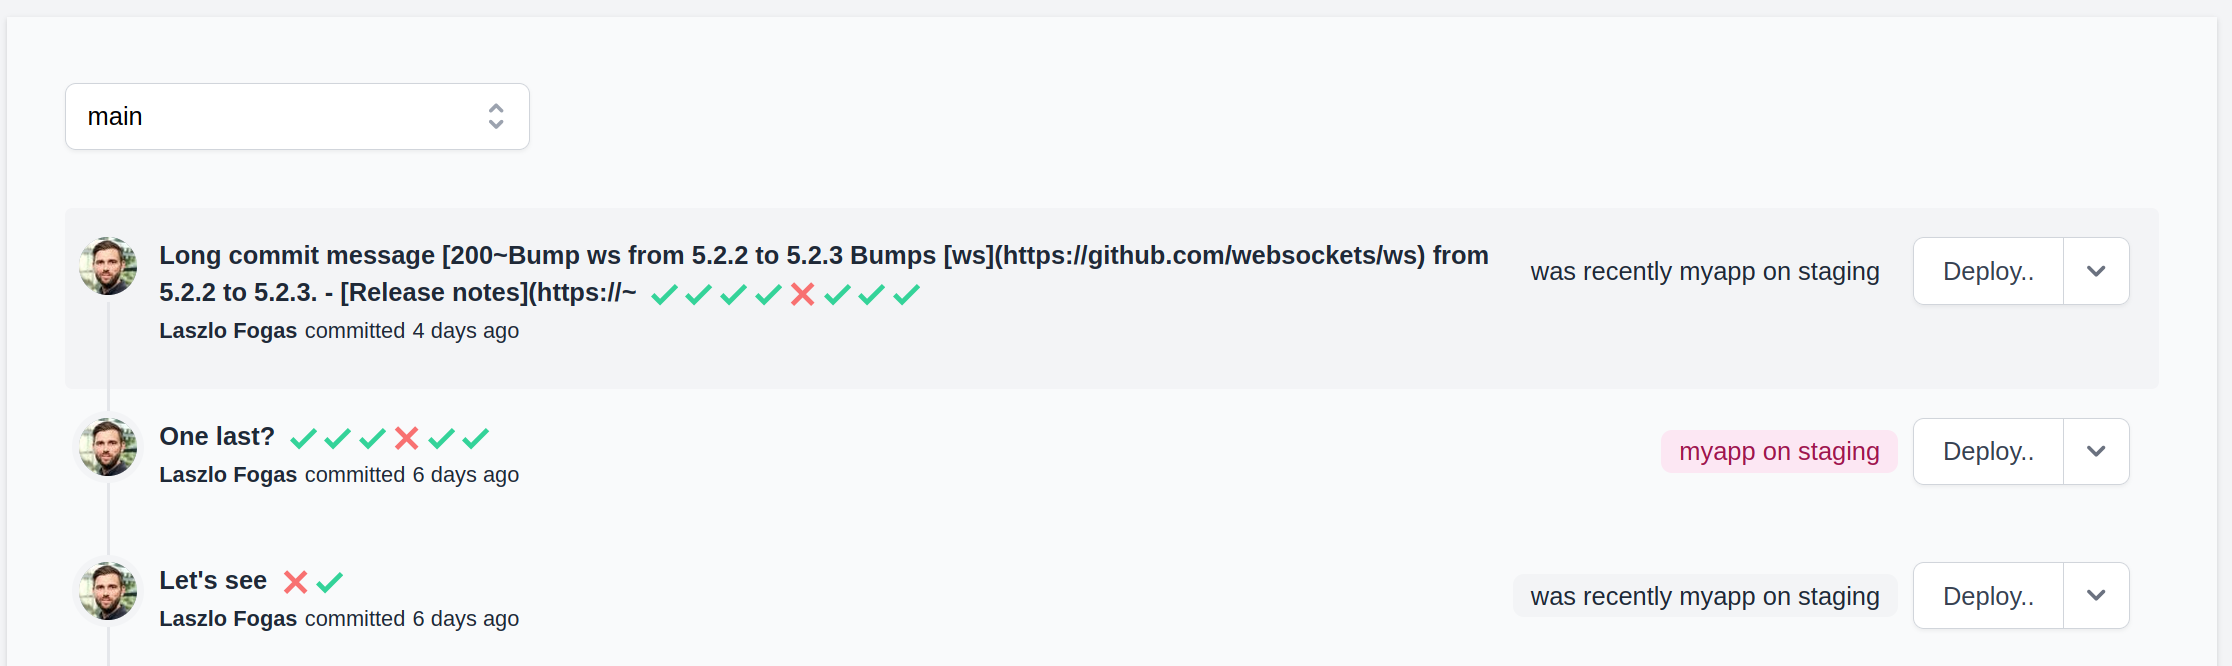 main
Long commit message [200~Bump ws from 5.2.2 to 5.2.3 Bumps [ws](https://github.com/websockets/ws) from
5.2.2 to 5.2.3. - [Release notes](https://~
was recently myapp on staging
Deploy..
Laszlo Fogas committed 4 days ago
One last?
myapp on staging
Deploy..
Laszlo Fogas committed 6 days ago
Let's see
was recently myapp on staging
Deploy..
Laszlo Fogas committed 6 days ago